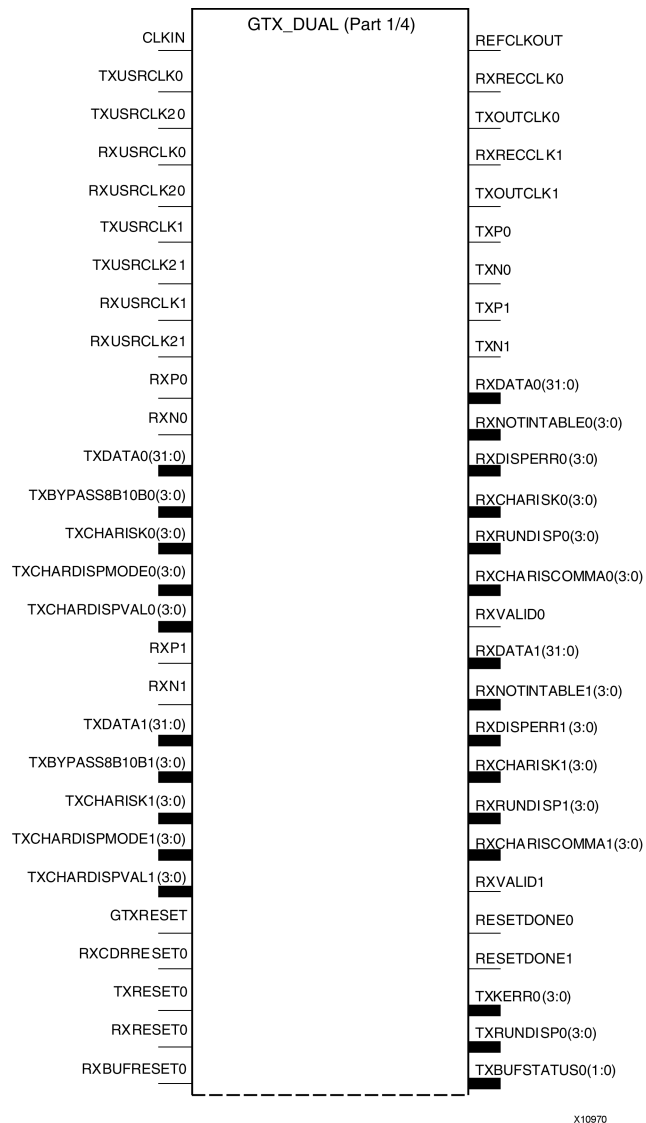 GTX_DUAL (Part 1/4)
CLKIN
TXUSRCLK0
TXUSRCLK20
RXUSRCLK0
RXUSRCLK20
TXUSRCLK1
TXUSRCLK21
RXUSRCLK1
RXUSRCLK21
RXP0
RXN0
TXDATA0(31:0)
TXBYPASS8B10B0(3:0)
TXCHARISK0(3:0)
TXCHARDISPMODE0(3:0)
TXCHARDISPVAL0(3:0)
RXP1
RXN1
TXDATA1(31:0)
TXBYPASS8B10B1(3:0)
TXCHARISK1(3:0)
TXCHARDISPMODE1(3:0)
TXCHARDISPVAL1(3:0)
GTXRESET
RXCDRRESET0
TXRESET0
RXRESET0
RXBUFRESET0
REFCLKOUT
RXRECCLK0
TXOUTCLK0
RXRECCLK1
TXOUTCLK1
TXP0
TXN0
TXP1
TXN1
RXDATA0(31:0)
RXNOTINTABLE0(3:0)
RXDISPERR0(3:0)
RXCHARISK0(3:0)
RXRUNDISP0(3:0)
RXCHARISCOMMA0(3:0)
RXVALID0
RXDATA1(31:0)
RXNOTINTABLE1(3:0)
RXDISPERR1(3:0)
RXCHARISK1(3:0)
RXRUNDISP1(3:0)
RXCHARISCOMMA1(3:0)
RXVALID1
RESETDONE0
RESETDONE1
TXKERR0(3:0)
TXRUNDISP0(3:0)
TXBUFSTATUS0(1:0)
X10970